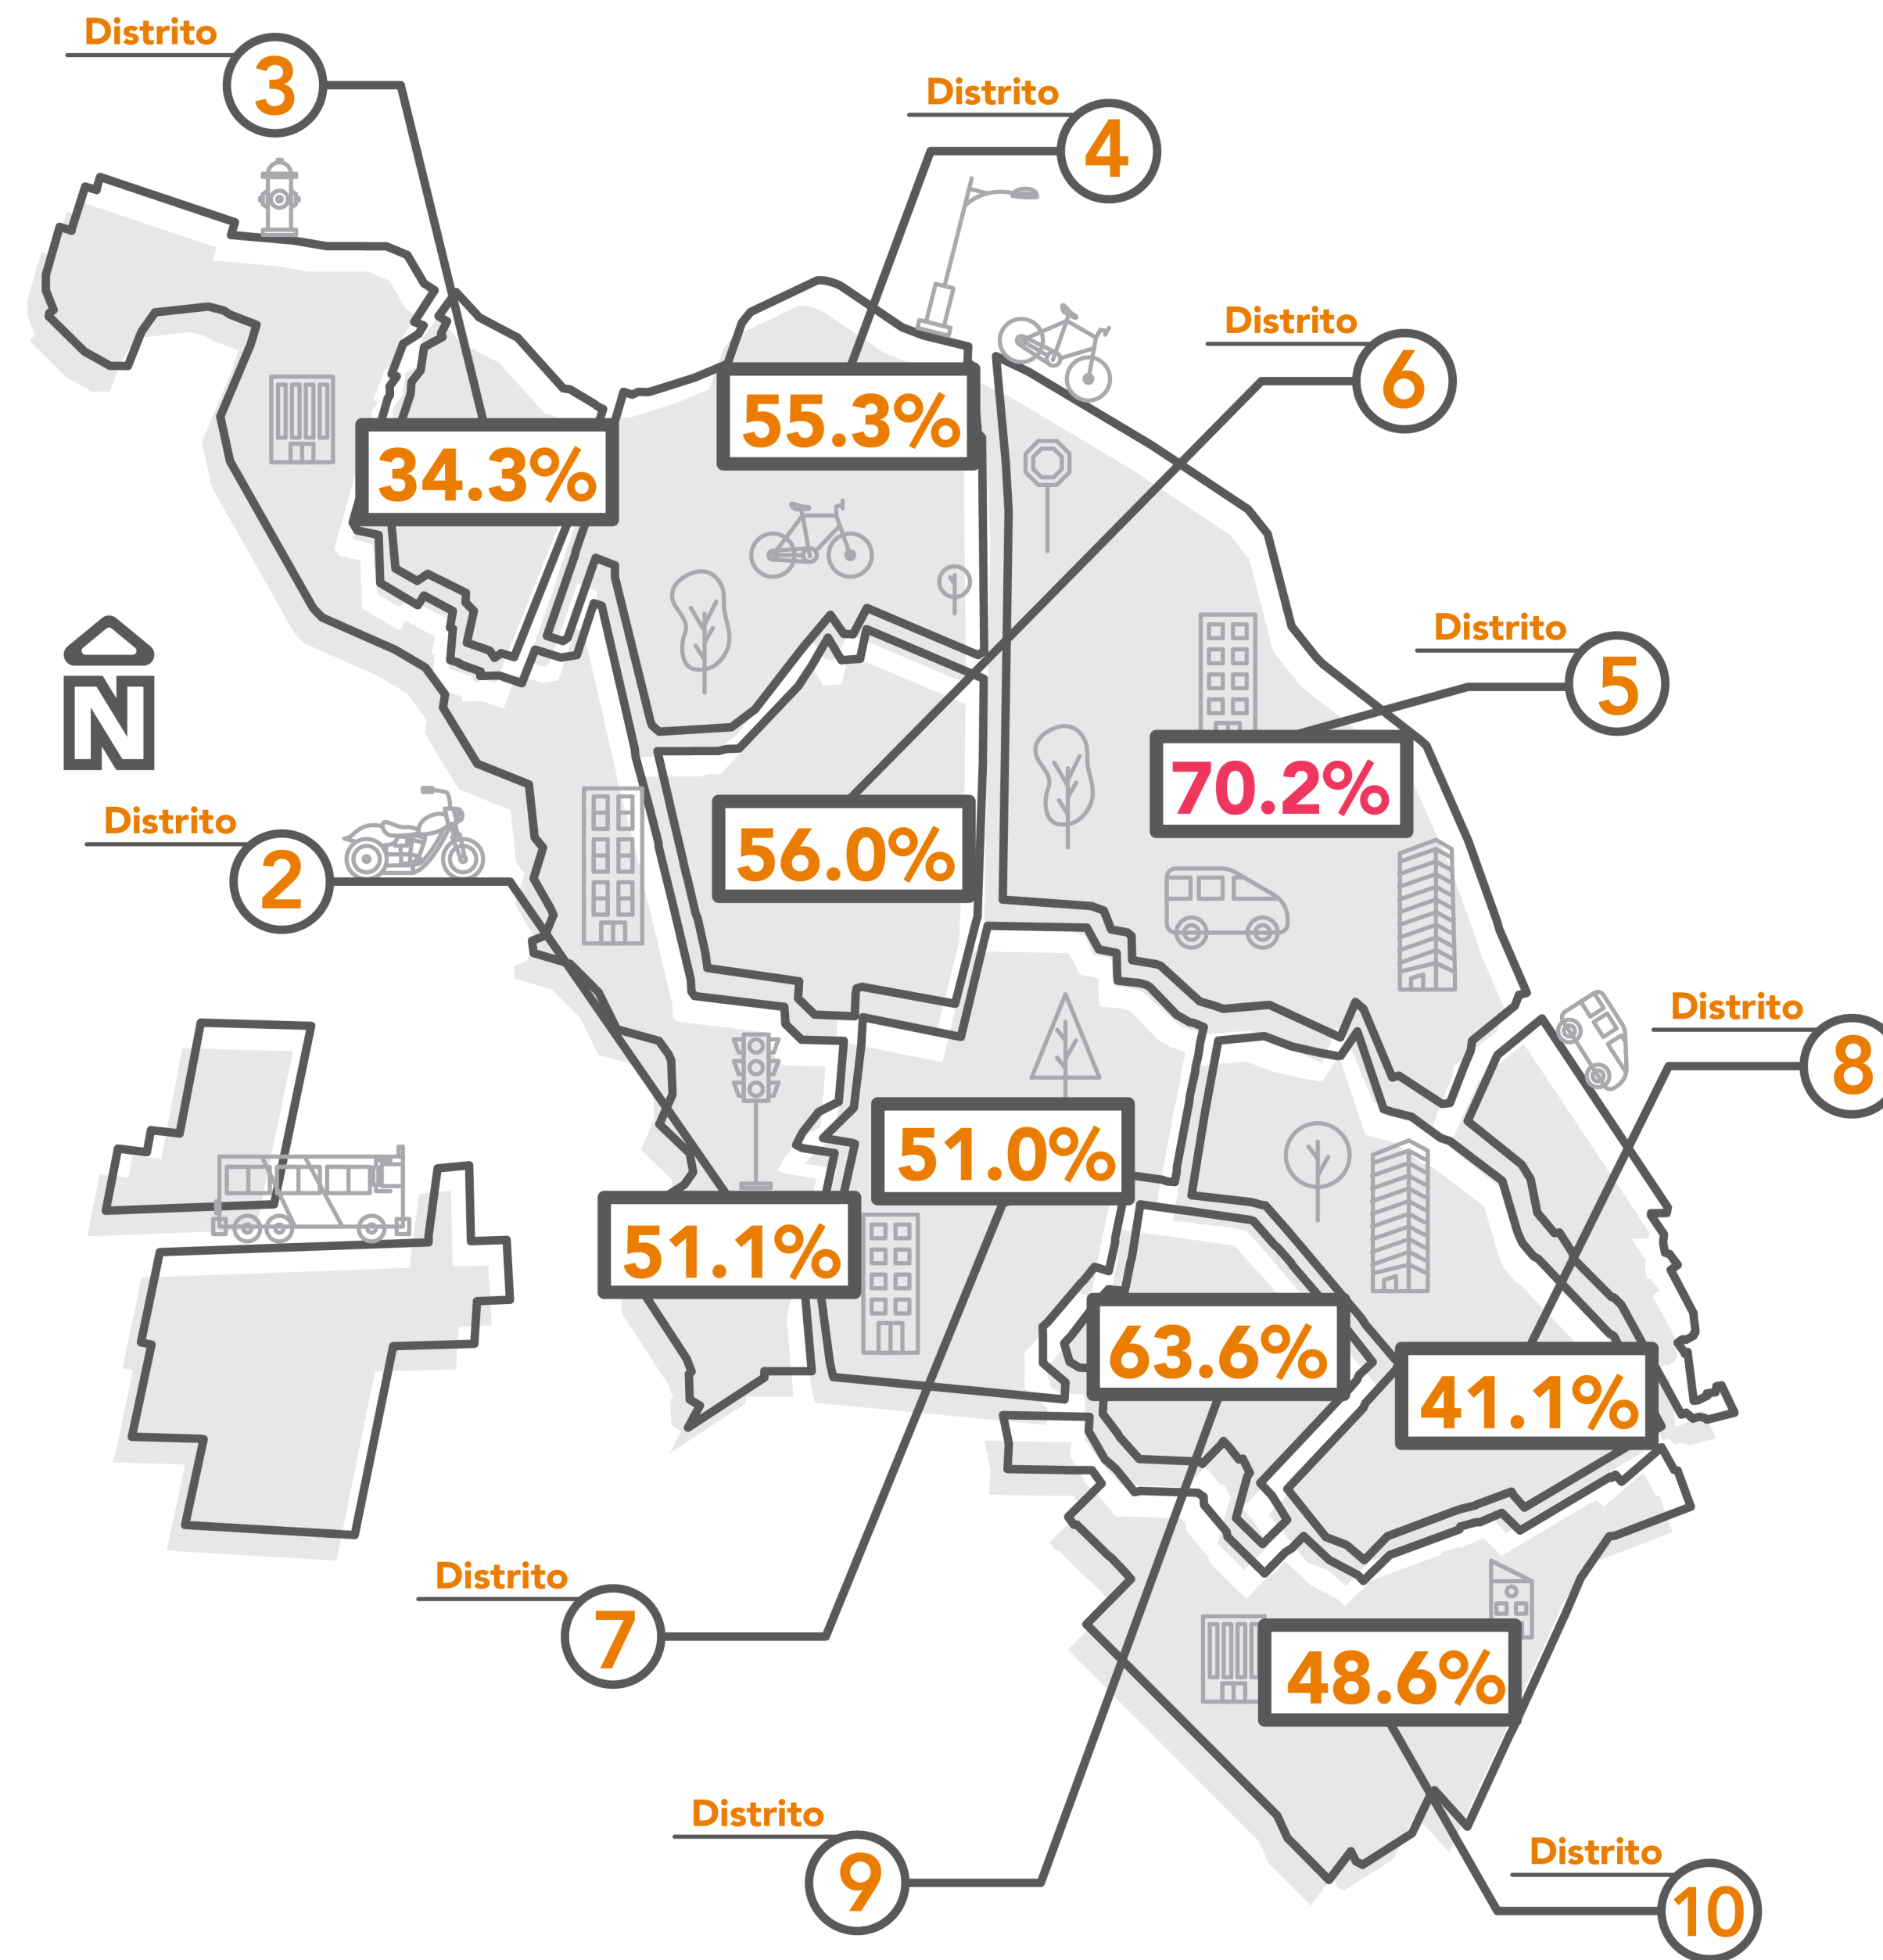 Distrito
3
Distrito
4
Distrito
6
34.3%
55.3%
Distrito
5
N
56.0%
70.2%
Distrito
2
Distrito
8
51.0%
51.1%
63.6%
41.1%
Distrito
7
48.6%
Distrito
9
Distrito
10